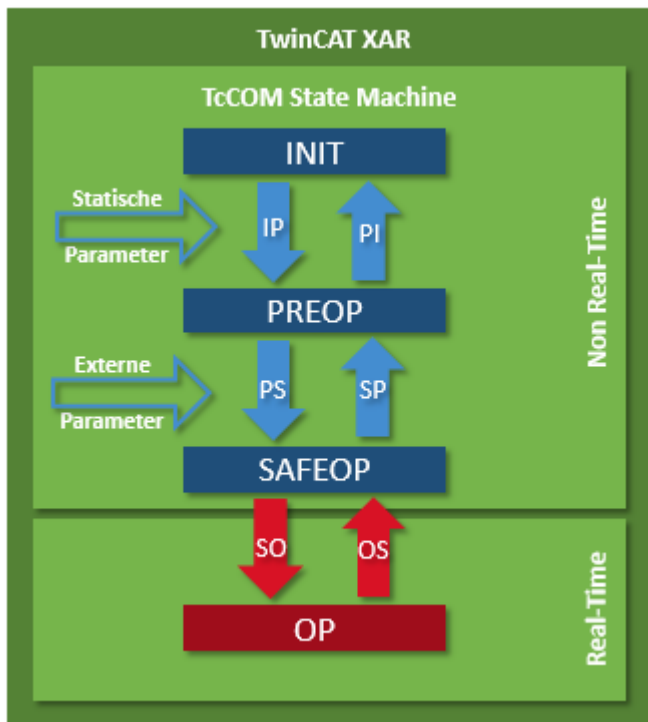 TwinCAT XAR
TcCOM State Machine
INIT
Statische
Parameter
IP
PI
PREOP
Externe
Parameter
PS
SP
SAFEOP
Non Real-Time
SO
OS
OP
Real-Time